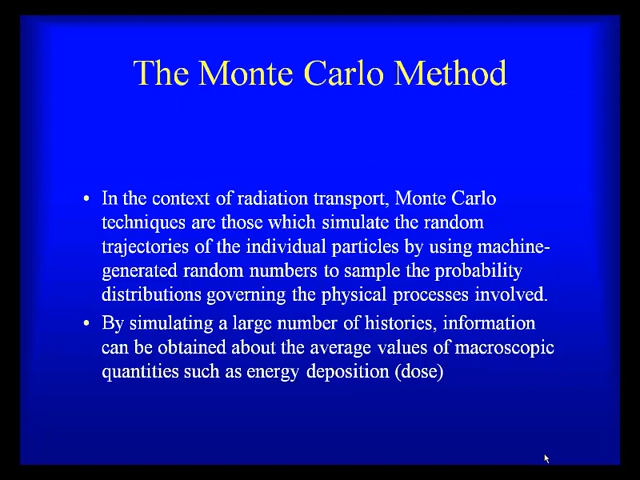 The Monte Carlo Method
• In the context of radiation transport, Monte Carlo
techniques are those which simulate the random
trajectories of the individual particles by using machine-
generated random numbers to sample the probability
distributions governing the physical processes involved.
• By simulating a large number of histories, information
can be obtained about the average values of macroscopic
quantities such as energy deposition (dose)